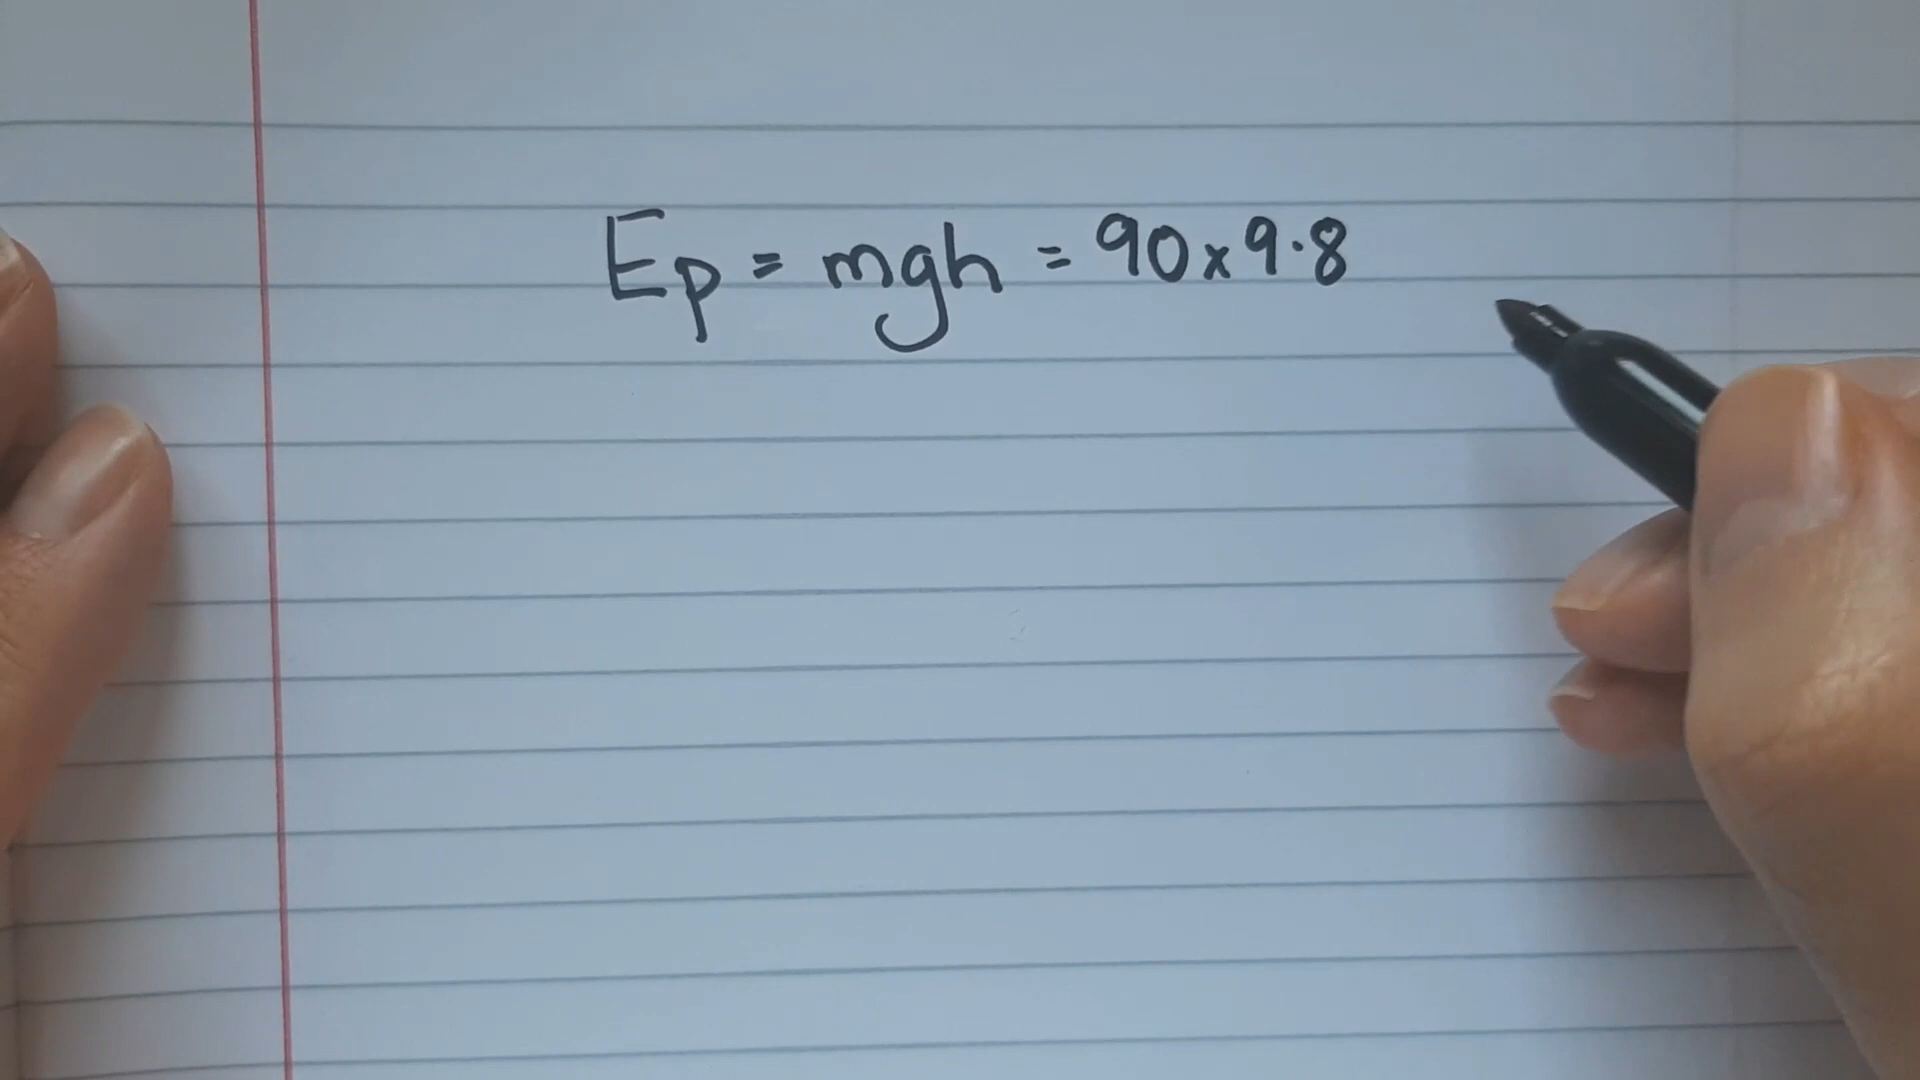 Ep = mgh = 90 x 9.8